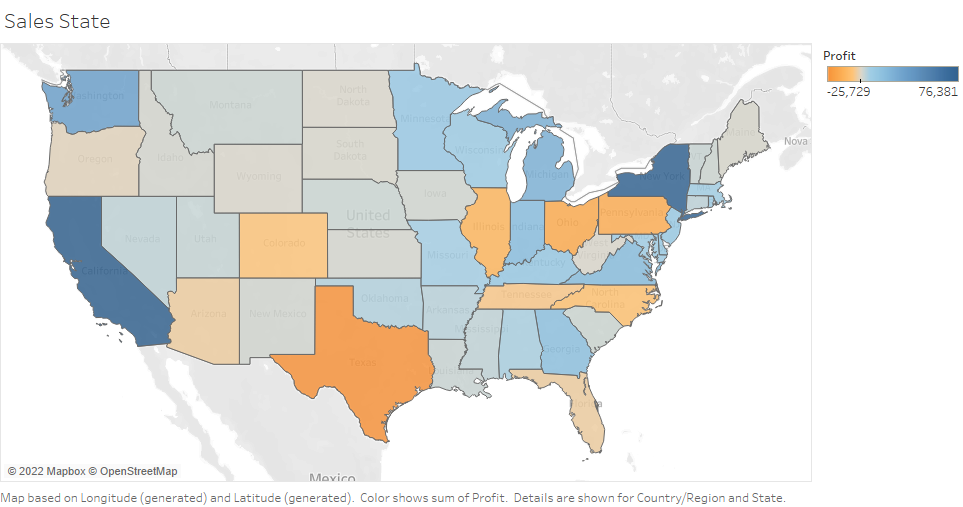 Sales State
Profit
-25,729
76,381
Washington
Montana
North
Dakota
Minnesota
Maine
Oregon
Idaho
South
Dakota
Wisconsin
Michigan
New York
Nova
Wyoming
Iowa
Pennsylvania
Nevada
Utah
United
States
Illinois
Indiana
Ohio
California
Colorado
Missouri
Kentucky
West
Virginia
Arizona
New Mexico
Oklahoma
Arkansas
Tennessee
North
Carolina
Mississippi
Texas
Georgia
Louisiana
Florida
Mexico
© 2022 Mapbox © OpenStreetMap
Map based on Longitude (generated) and Latitude (generated).  Color shows sum of Profit.  Details are shown for Country/Region and State.